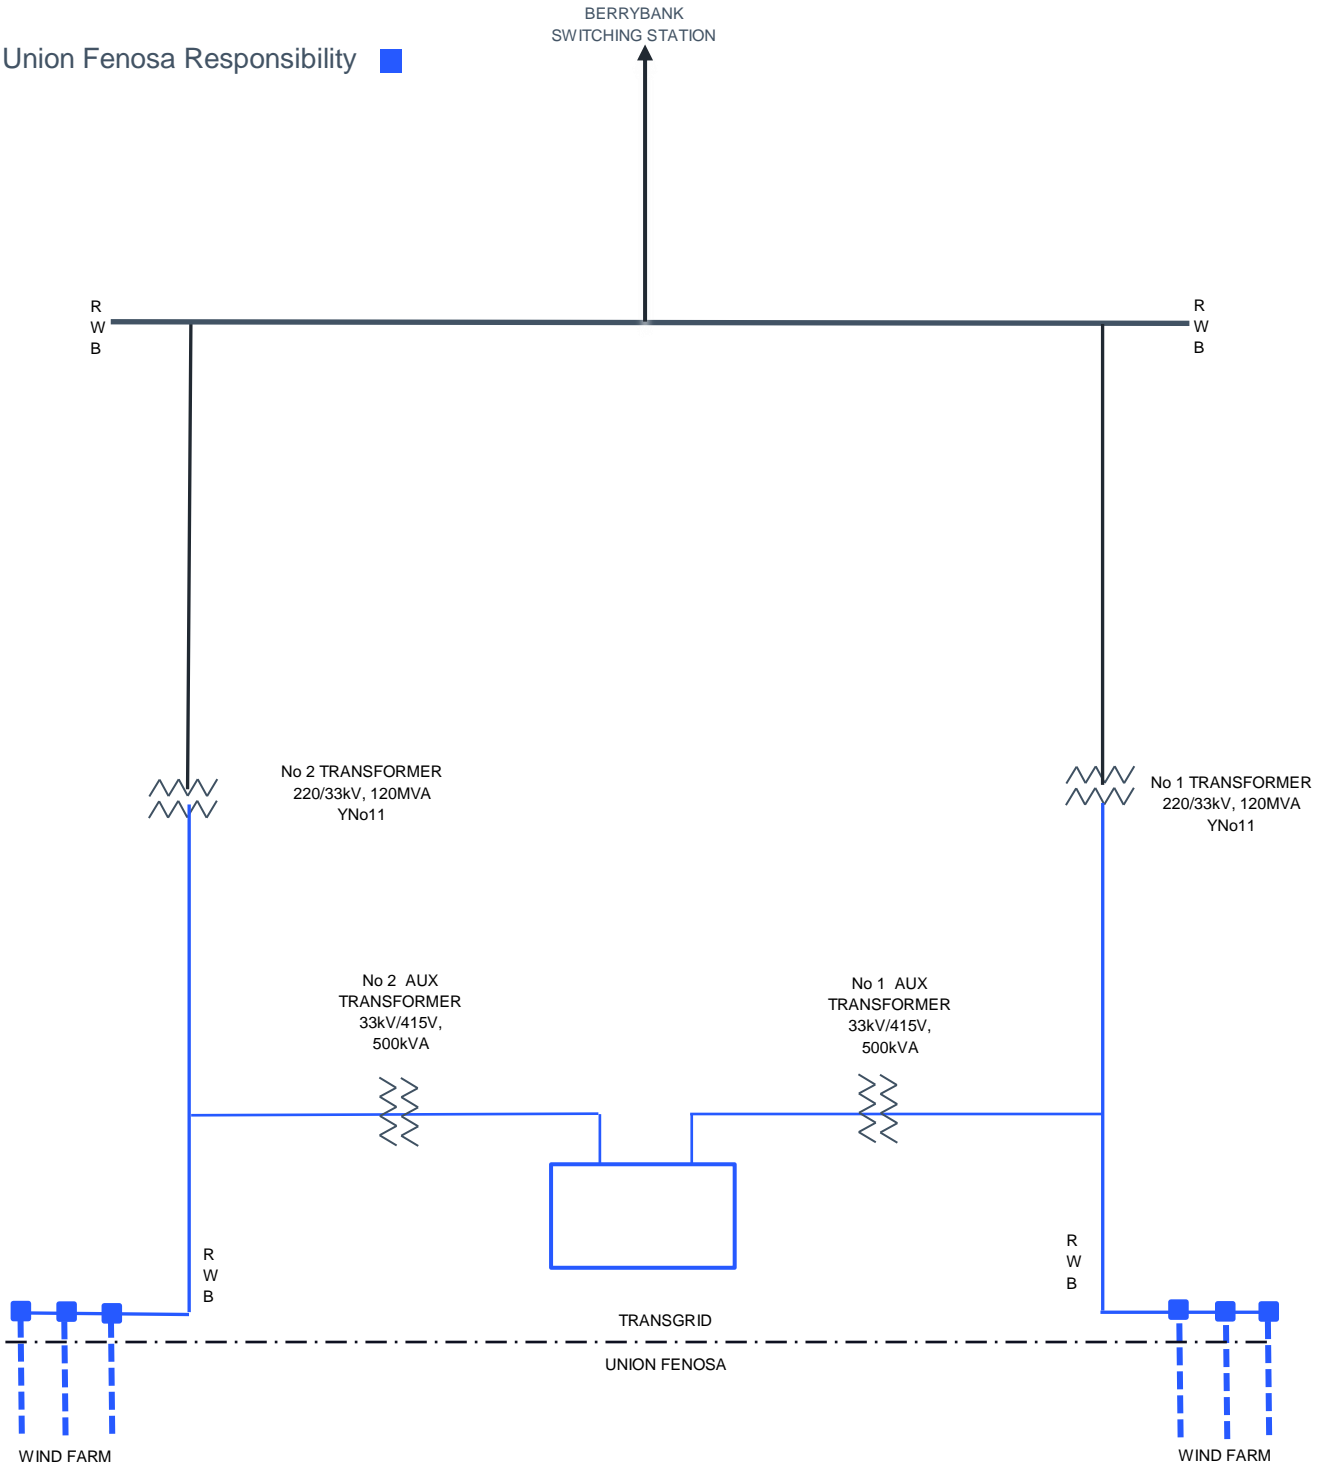 BERRYBANK
SWITCHING STATION
Union Fenosa Responsibility
R
W
B
R
W
B
No 2 TRANSFORMER
220/33kV, 120MVA
YNo11
No 1 TRANSFORMER
220/33kV, 120MVA
YNo11
No 2 AUX
TRANSFORMER
33kV/415V,
500kVA
No 1 AUX
TRANSFORMER
33kV/415V,
500kVA
R
W
B
R
W
B
TRANSGRID
UNION FENOSA
WIND FARM
WIND FARM